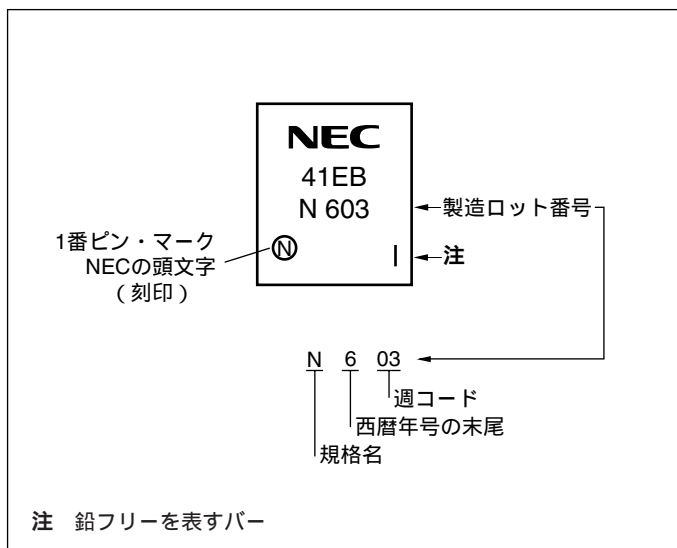 NEC
41EB
N 603
製造ロット番号
1番ピン・マーク
NECの頭文字
(刻印)
N
注
N 6 03
週コード
西暦年号の末尾
規格名
注 鉛フリーを表すバー